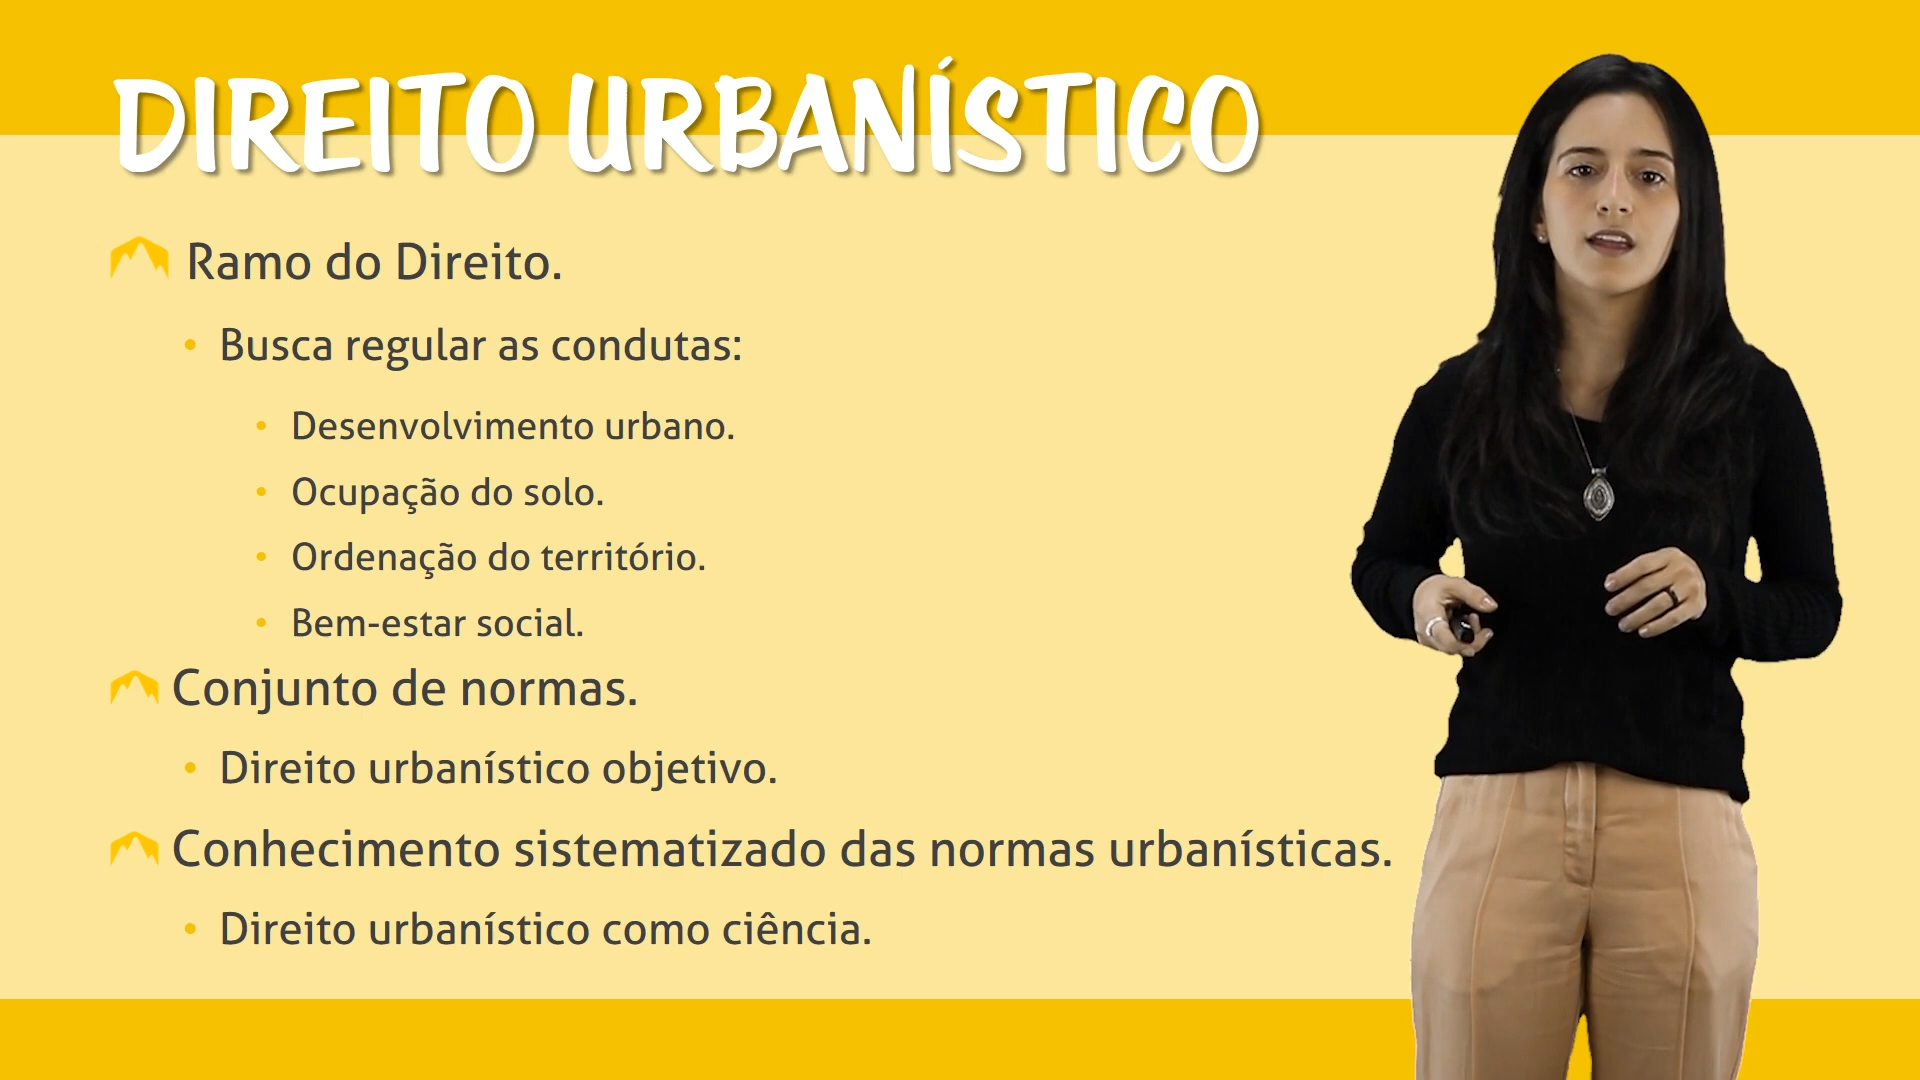 DIREITO URBANÍSTICO
Ramo do Direito.
• Busca regular as condutas:
• Desenvolvimento urbano.
• Ocupação do solo.
• Ordenação do território.
• Bem-estar social.
Conjunto de normas.
• Direito urbanístico objetivo.
Conhecimento sistematizado das normas urbanísticas.
• Direito urbanístico como ciência.